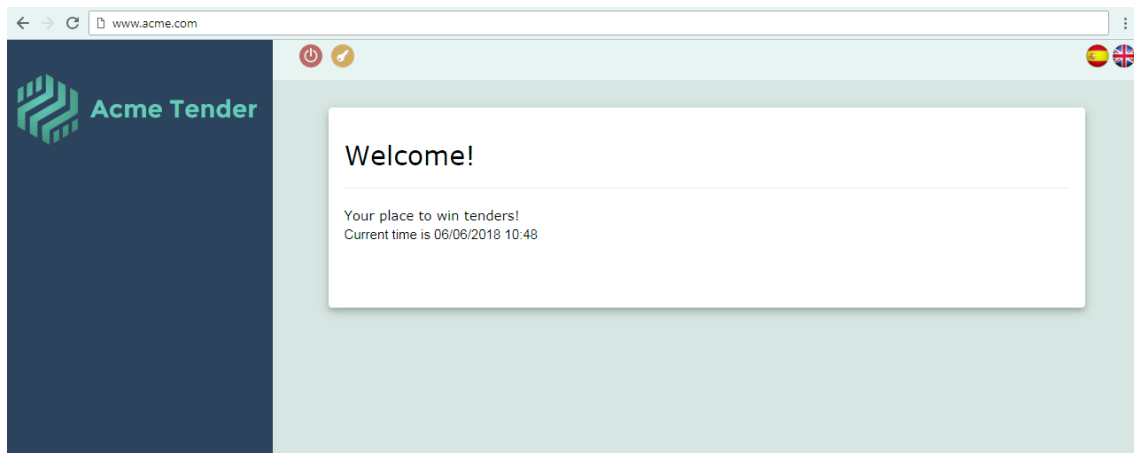 www.acme.com
Acme Tender
Welcome!
Your place to win tenders!
Current time is 06/06/2018 10:48